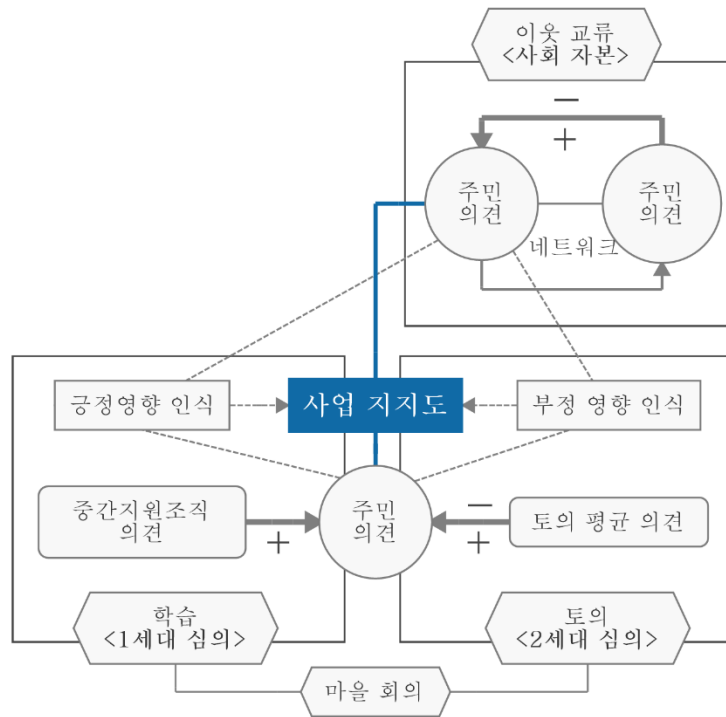 이웃 교류
<사회 자본>
−
+
주민
의견
주민
의견
네트워크
긍정영향 인식
사업 지지도
부정 영향 인식
중간지원조직
의견
+
주민
의견
−
+
토의 평균 의견
학습
<1세대 심의>
토의
<2세대 심의>
마을 회의